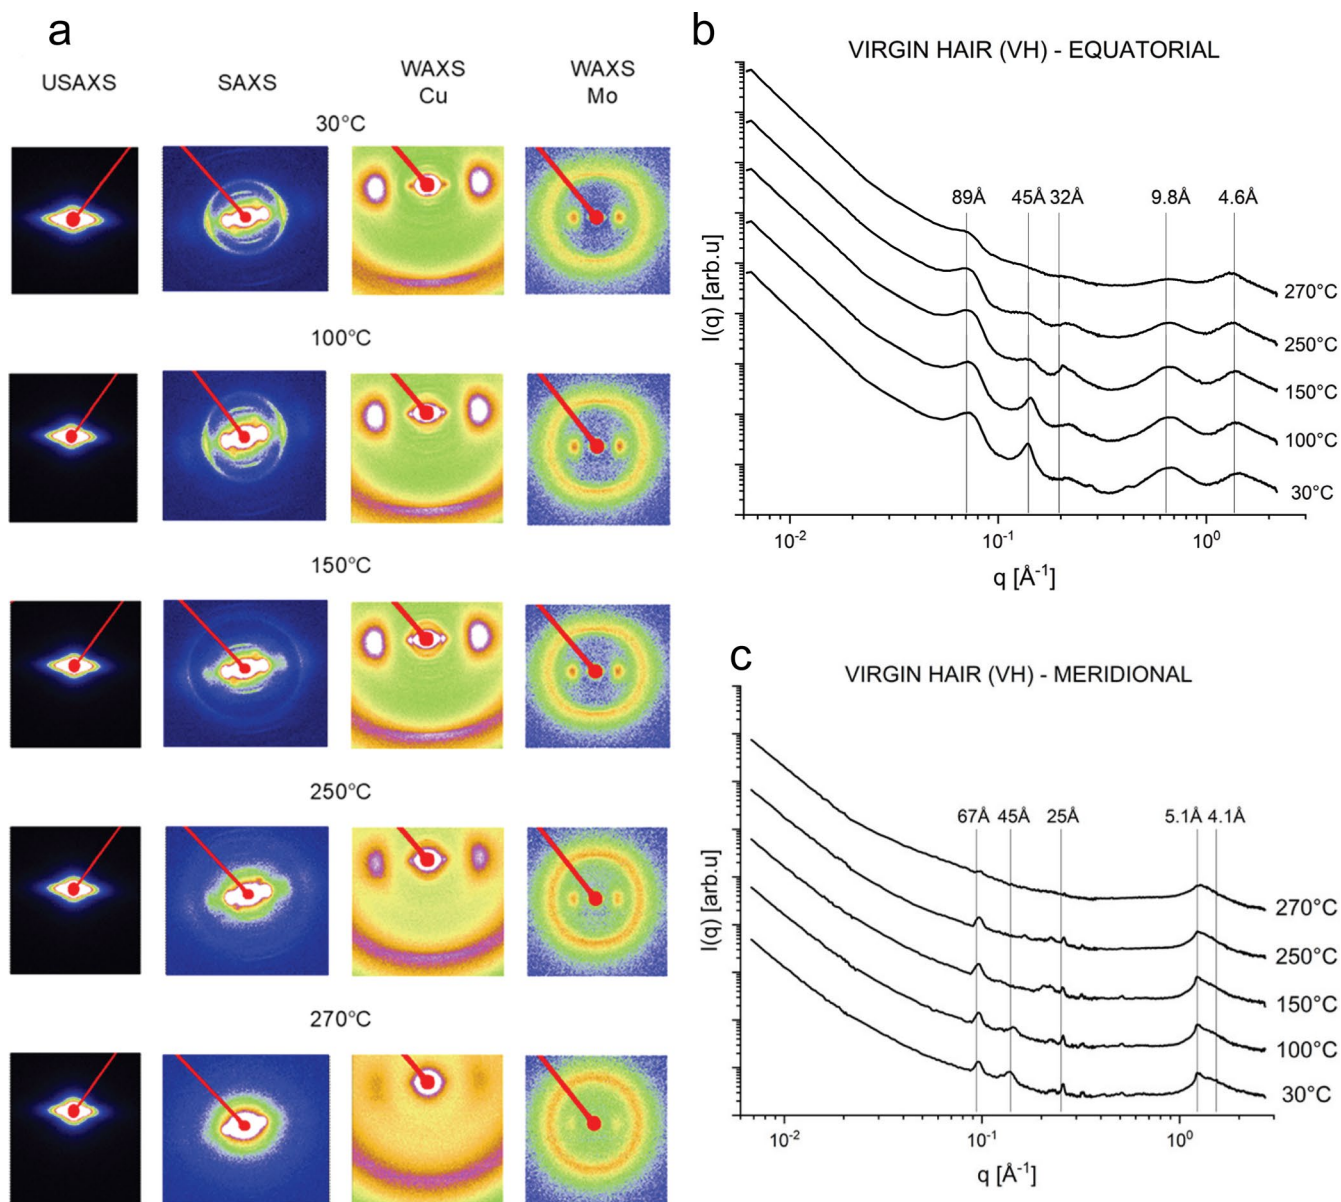 a
USAXS
SAXS
WAXS
Cu
WAXS
Mo
30°C
100°C
150°C
250°C
270°C
b
VIRGIN HAIR (VH) - EQUATORIAL
89Å
45Å
32Å
9.8Å
4.6Å
270°C
250°C
150°C
100°C
30°C
I(q) [arb.u]
10⁻²
10⁻¹
10⁰
q [Å⁻¹]
c
VIRGIN HAIR (VH) - MERIDIONAL
67Å
45Å
25Å
5.1Å
4.1Å
270°C
250°C
150°C
100°C
30°C
I(q) [arb.u]
10⁻²
10⁻¹
10⁰
q [Å⁻¹]